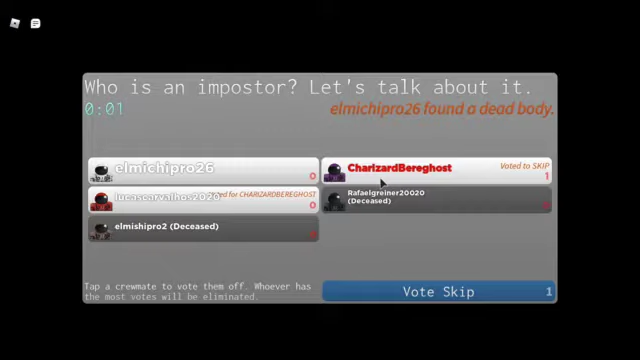 Who is an impostor? Let's talk about it.
0:01
elmichipro26 found a dead body.
elmichipro26
0
CharizardBereghost
Voted to SKIP
1
lucascarvalhos2020
ed for CHARIZARDBEREGHOST
0
Rafaelgreiner20020
(Deceased)
elmishipro2 (Deceased)
Tap a crewmate to vote them off. Whoever has
the most votes will be eliminated.
Vote Skip
1